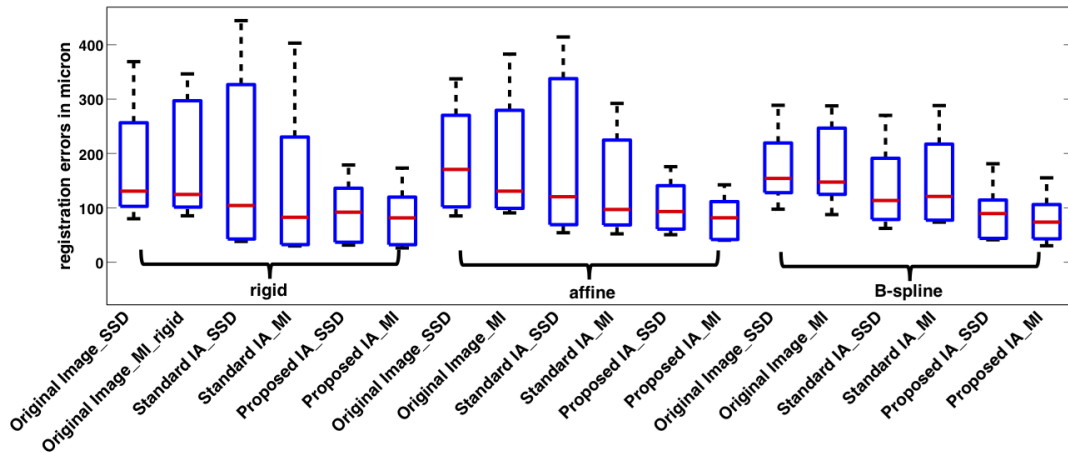 registration errors in micron
400
300
200
100
0
rigid
affine
B-spline
Original Image_SSD
Original Image_MI_rigid
Standard IA_SSD
Standard IA_MI
Proposed IA_SSD
Proposed IA_MI
Original Image_SSD
Original Image_MI
Standard IA_SSD
Standard IA_MI
Proposed IA_SSD
Proposed IA_MI
Original Image_SSD
Original Image_MI
Standard IA_SSD
Standard IA_MI
Proposed IA_SSD
Proposed IA_MI